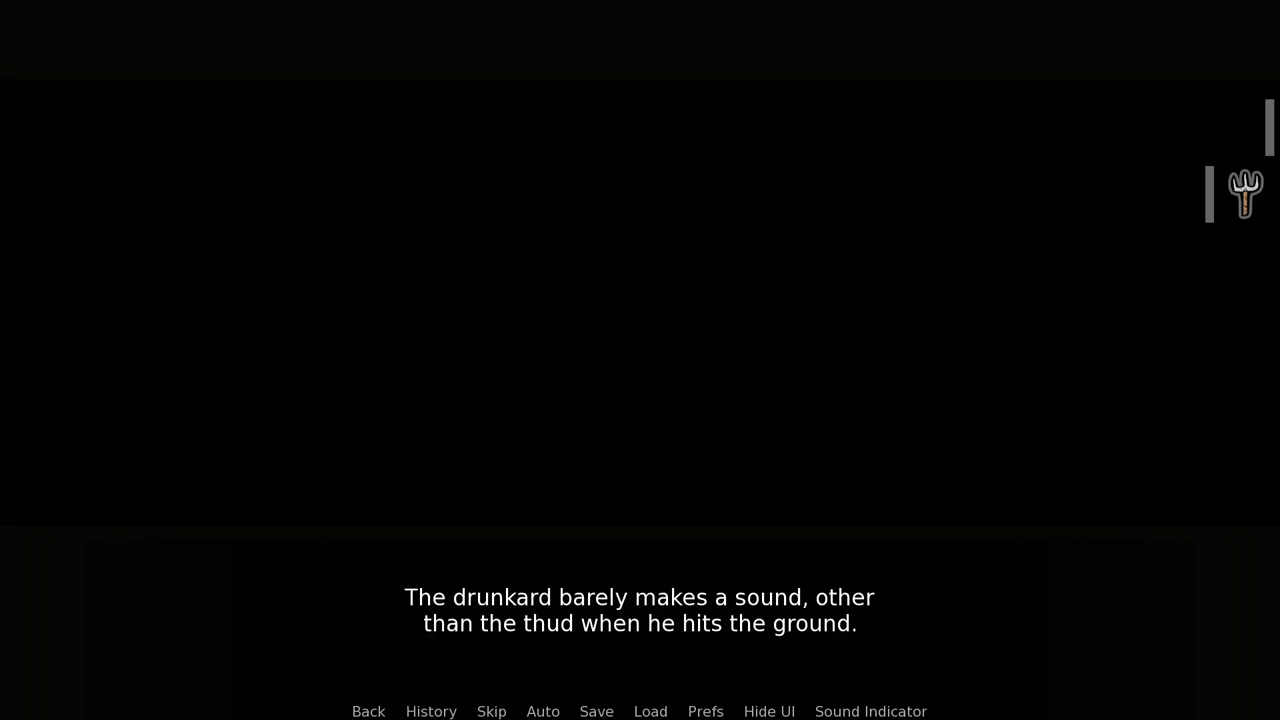 The drunkard barely makes a sound, other
than the thud when he hits the ground.
Back History Skip Auto Save Load Prefs Hide UI Sound Indicator